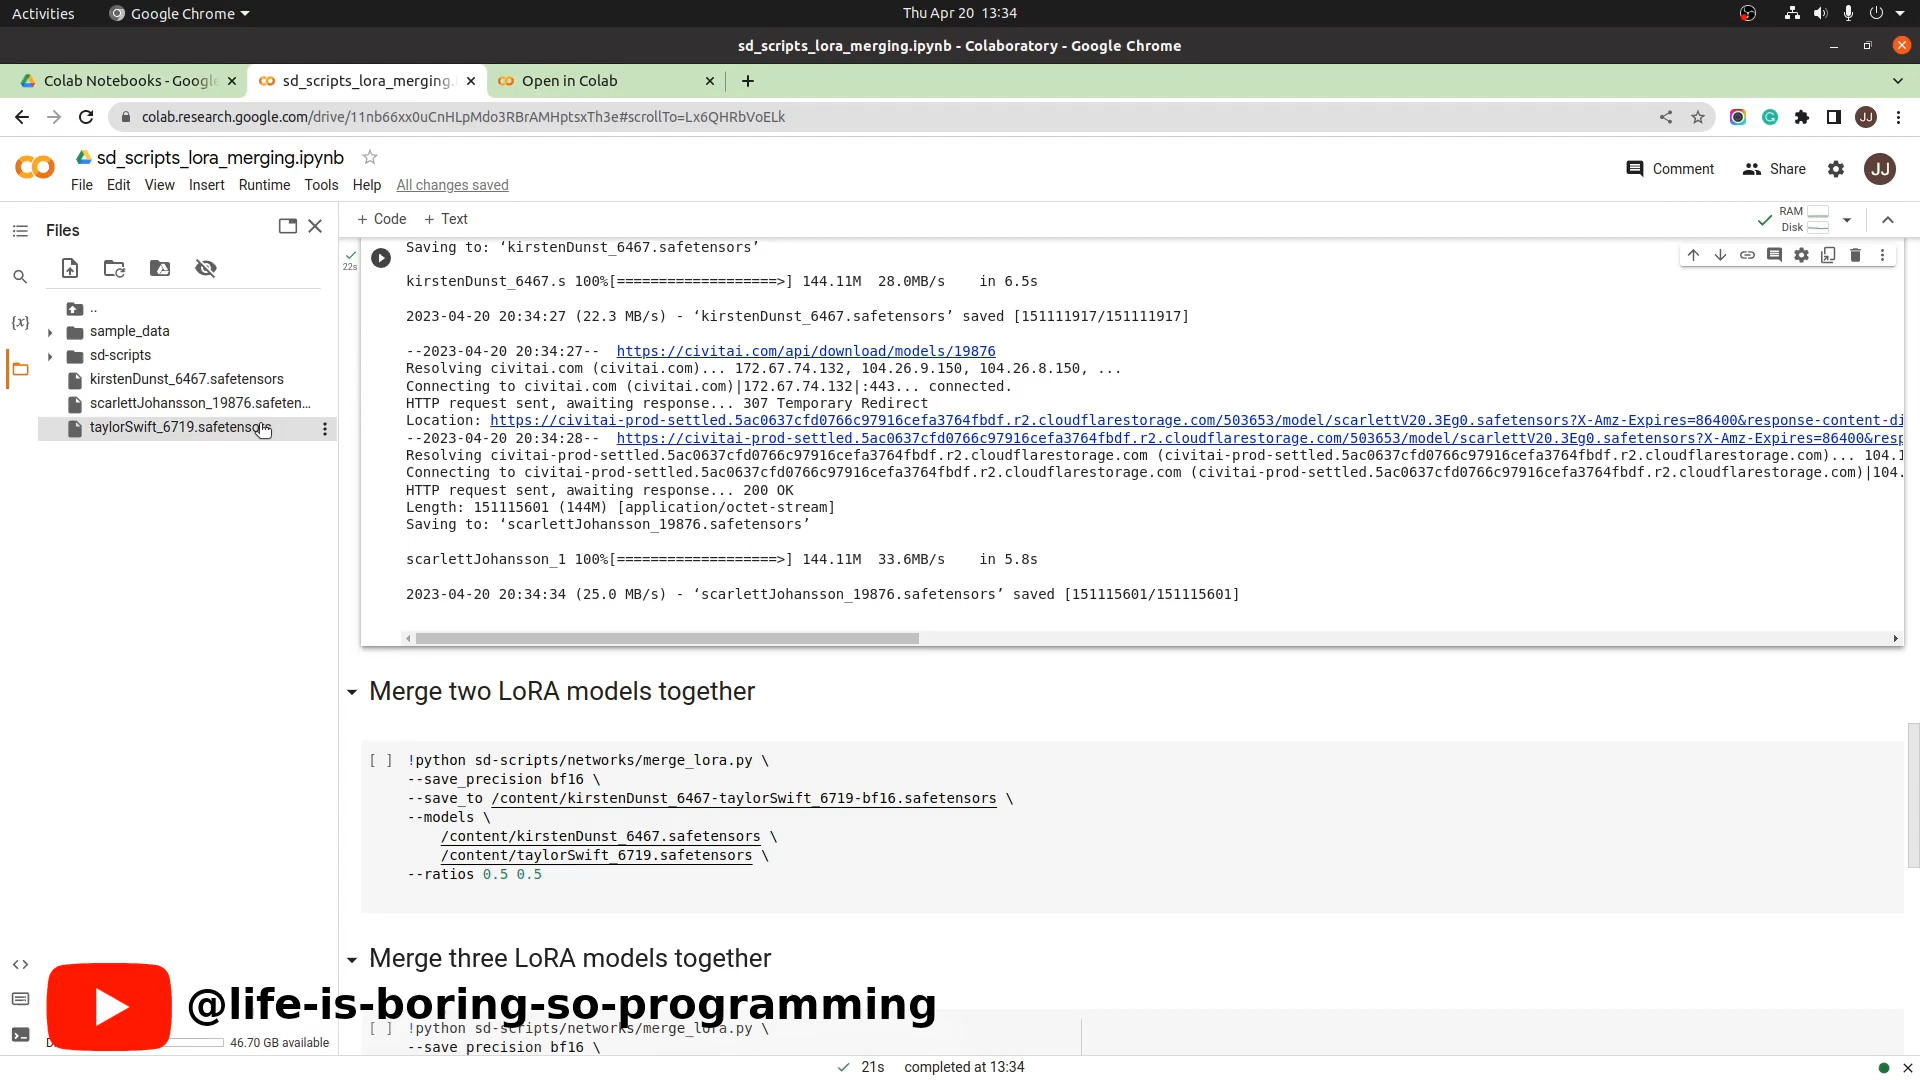 Activities
Google Chrome
Thu Apr 20 13:34
sd_scripts_lora_merging.ipynb - Colaboratory - Google Chrome
Colab Notebooks - Google
sd_scripts_lora_merging.
Open in Colab
colab.research.google.com/drive/11nb66xx0uCnHLpMdo3RBrAMHptsxTh3e#scrollTo=Lx6QHRbVoELk
JJ
sd_scripts_lora_merging.ipynb
File Edit View Insert Runtime Tools Help All changes saved
Comment
Share
JJ
Files
+ Code + Text
RAM
Disk
..
sample_data
sd-scripts
kirstenDunst_6467.safetensors
scarlettJohansson_19876.safeten...
taylorSwift_6719.safetensors
{x}
22s
Saving to: ‘kirstenDunst_6467.safetensors’
kirstenDunst_6467.s 100%[===================>] 144.11M 28.0MB/s in 6.5s
2023-04-20 20:34:27 (22.3 MB/s) - ‘kirstenDunst_6467.safetensors’ saved [151111917/151111917]
--2023-04-20 20:34:27-- https://civitai.com/api/download/models/19876
Resolving civitai.com (civitai.com)... 172.67.74.132, 104.26.9.150, 104.26.8.150, ...
Connecting to civitai.com (civitai.com)|172.67.74.132|:443... connected.
HTTP request sent, awaiting response... 307 Temporary Redirect
Location: https://civitai-prod-settled.5ac0637cfd0766c97916cefa3764fbdf.r2.cloudflarestorage.com/503653/model/scarlettV20.3Eg0.safetensors?X-Amz-Expires=86400&response-content-di
--2023-04-20 20:34:28-- https://civitai-prod-settled.5ac0637cfd0766c97916cefa3764fbdf.r2.cloudflarestorage.com/503653/model/scarlettV20.3Eg0.safetensors?X-Amz-Expires=86400&resp
Resolving civitai-prod-settled.5ac0637cfd0766c97916cefa3764fbdf.r2.cloudflarestorage.com (civitai-prod-settled.5ac0637cfd0766c97916cefa3764fbdf.r2.cloudflarestorage.com)... 104.1
Connecting to civitai-prod-settled.5ac0637cfd0766c97916cefa3764fbdf.r2.cloudflarestorage.com (civitai-prod-settled.5ac0637cfd0766c97916cefa3764fbdf.r2.cloudflarestorage.com)|104.
HTTP request sent, awaiting response... 200 OK
Length: 151115601 (144M) [application/octet-stream]
Saving to: ‘scarlettJohansson_19876.safetensors’
scarlettJohansson_1 100%[===================>] 144.11M 33.6MB/s in 5.8s
2023-04-20 20:34:34 (25.0 MB/s) - ‘scarlettJohansson_19876.safetensors’ saved [151115601/151115601]
Merge two LoRA models together
[ ] !python sd-scripts/networks/merge_lora.py \
--save_precision bf16 \
--save_to /content/kirstenDunst_6467-taylorSwift_6719-bf16.safetensors \
--models \
/content/kirstenDunst_6467.safetensors \
/content/taylorSwift_6719.safetensors \
--ratios 0.5 0.5
Merge three LoRA models together
@life-is-boring-so-programming
[ ] !python sd-scripts/networks/merge_lora.py \
--save precision bf16 \
46.70 GB available
21s completed at 13:34